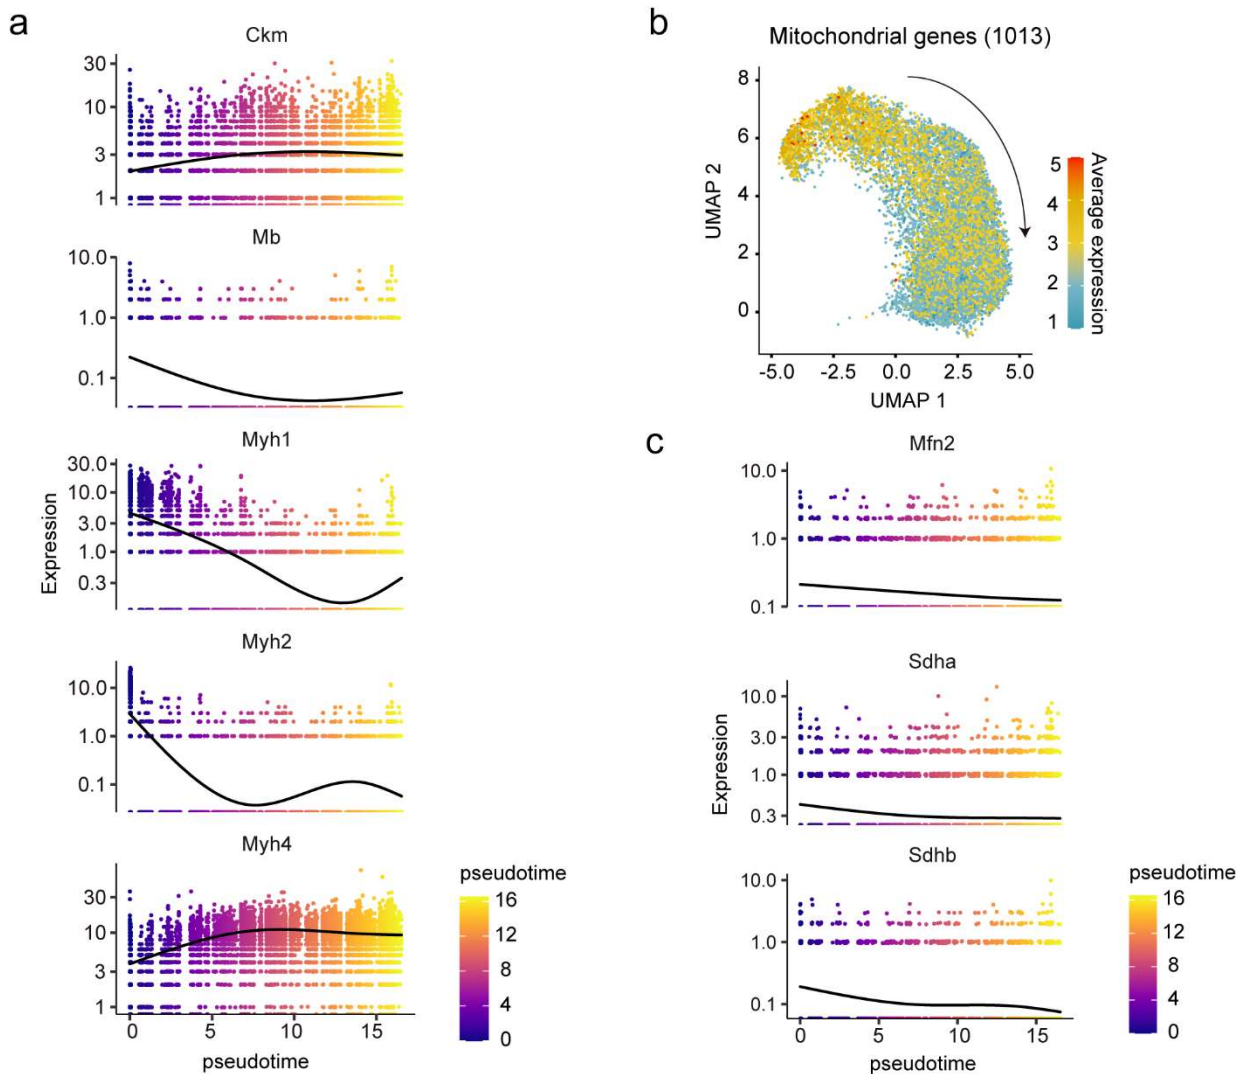 a
Ckm
30
10
3
1
Mb
10.0
1.0
0.1
Myh1
30.0
10.0
3.0
1.0
0.3
Expression
Myh2
10.0
1.0
0.1
Myh4
30
10
3
1
0 5 10 15
pseudotime
pseudotime
16
12
8
4
0
b
Mitochondrial genes (1013)
8
6
4
2
0
UMAP 2
-5.0 -2.5 0.0 2.5 5.0
UMAP 1
5
4
3
2
1
Average expression
c
Mfn2
10.0
1.0
0.1
Sdha
10.0
3.0
1.0
0.3
Expression
Sdhb
10.0
1.0
0.1
0 5 10 15
pseudotime
pseudotime
16
12
8
4
0